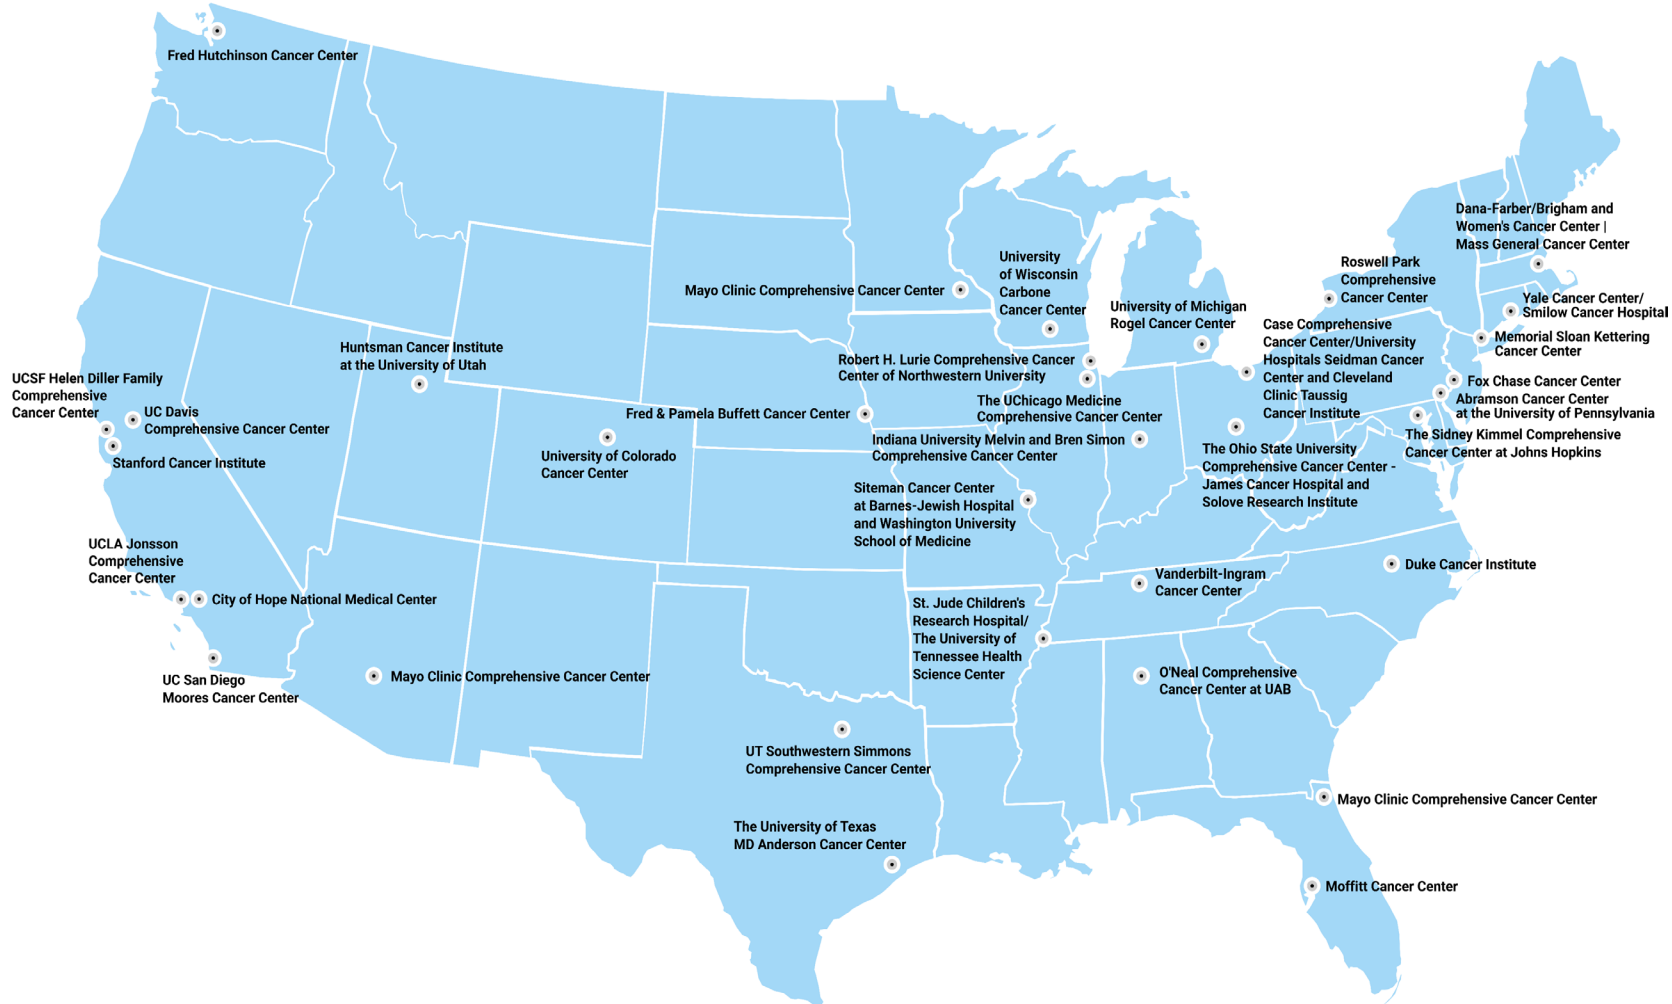 Fred Hutchinson Cancer Center
Dana-Farber/Brigham and
Women's Cancer Center |
Mass General Cancer Center
University
of Wisconsin
Carbone
Cancer Center
Roswell Park
Comprehensive
Cancer Center
Mayo Clinic Comprehensive Cancer Center
University of Michigan
Rogel Cancer Center
Yale Cancer Center/
Smilow Cancer Hospital
Case Comprehensive
Cancer Center/University
Hospitals Seidman Cancer
Center and Cleveland
Clinic Taussig
Cancer Institute
Memorial Sloan Kettering
Cancer Center
Huntsman Cancer Institute
at the University of Utah
Robert H. Lurie Comprehensive Cancer
Center of Northwestern University
UCSF Helen Diller Family
Comprehensive
Cancer Center
Fox Chase Cancer Center
Abramson Cancer Center
at the University of Pennsylvania
The UChicago Medicine
Comprehensive Cancer Center
UC Davis
Comprehensive Cancer Center
Fred & Pamela Buffett Cancer Center
Indiana University Melvin and Bren Simon
Comprehensive Cancer Center
The Sidney Kimmel Comprehensive
Cancer Center at Johns Hopkins
The Ohio State University
Comprehensive Cancer Center -
James Cancer Hospital and
Solove Research Institute
Stanford Cancer Institute
University of Colorado
Cancer Center
Siteman Cancer Center
at Barnes-Jewish Hospital
and Washington University
School of Medicine
UCLA Jonsson
Comprehensive
Cancer Center
Duke Cancer Institute
Vanderbilt-Ingram
Cancer Center
City of Hope National Medical Center
St. Jude Children's
Research Hospital/
The University of
Tennessee Health
Science Center
UC San Diego
Moores Cancer Center
Mayo Clinic Comprehensive Cancer Center
O'Neal Comprehensive
Cancer Center at UAB
UT Southwestern Simmons
Comprehensive Cancer Center
Mayo Clinic Comprehensive Cancer Center
The University of Texas
MD Anderson Cancer Center
Moffitt Cancer Center